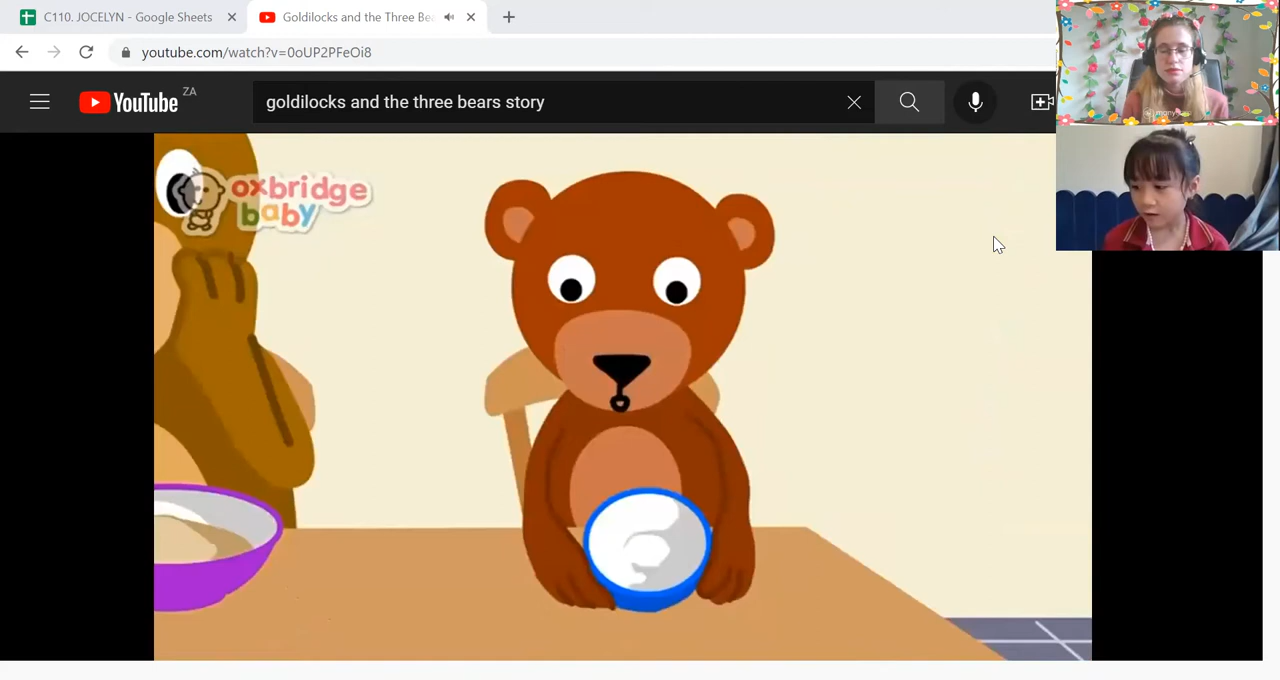 C110. JOCELYN - Google Sheets
Goldilocks and the Three Be
youtube.com/watch?v=0oUP2PFeOi8
YouTube ZA
goldilocks and the three bears story
oxbridge
baby
many